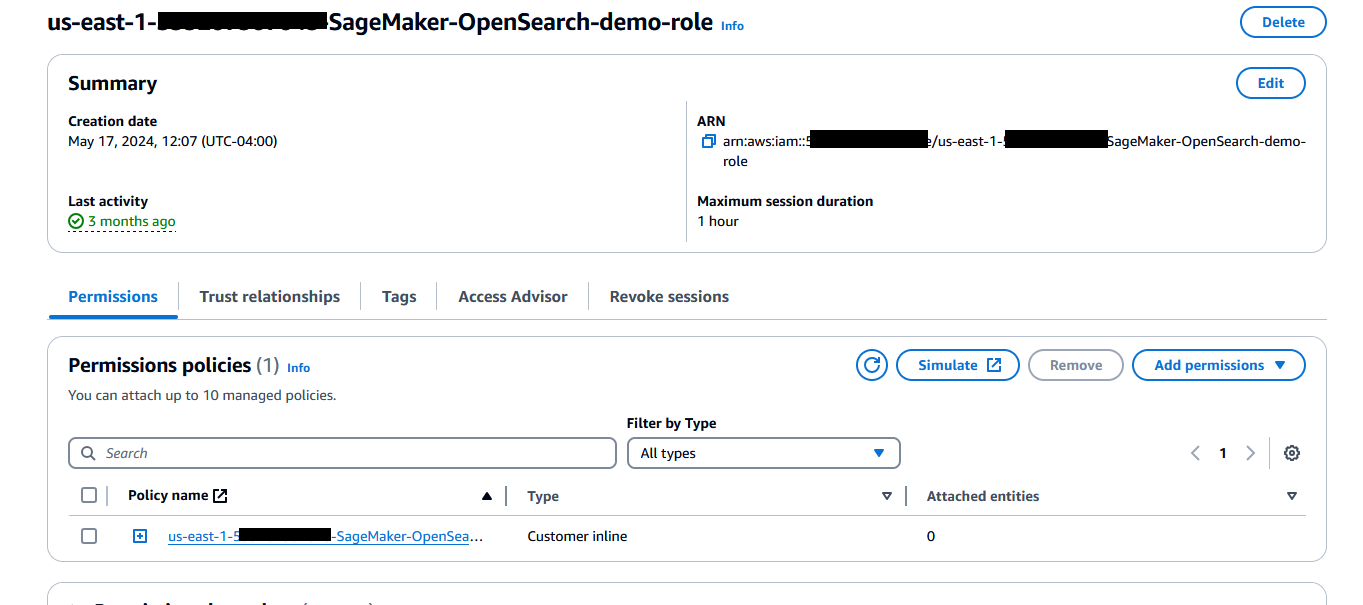 us-east-1- -SageMaker-OpenSearch-demo-role Info
Delete
Summary
Edit
Creation date
May 17, 2024, 12:07 (UTC-04:00)
ARN
arn:aws:iam::5 e/us-east-1-5 SageMaker-OpenSearch-demo-
role
Last activity
3 months ago
Maximum session duration
1 hour
Permissions
Trust relationships
Tags
Access Advisor
Revoke sessions
Permissions policies (1) Info
Simulate
Remove
Add permissions
You can attach up to 10 managed policies.
Filter by Type
Search
All types
1
Policy name
Type
Attached entities
us-east-1-5 -SageMaker-OpenSea...
Customer inline
0